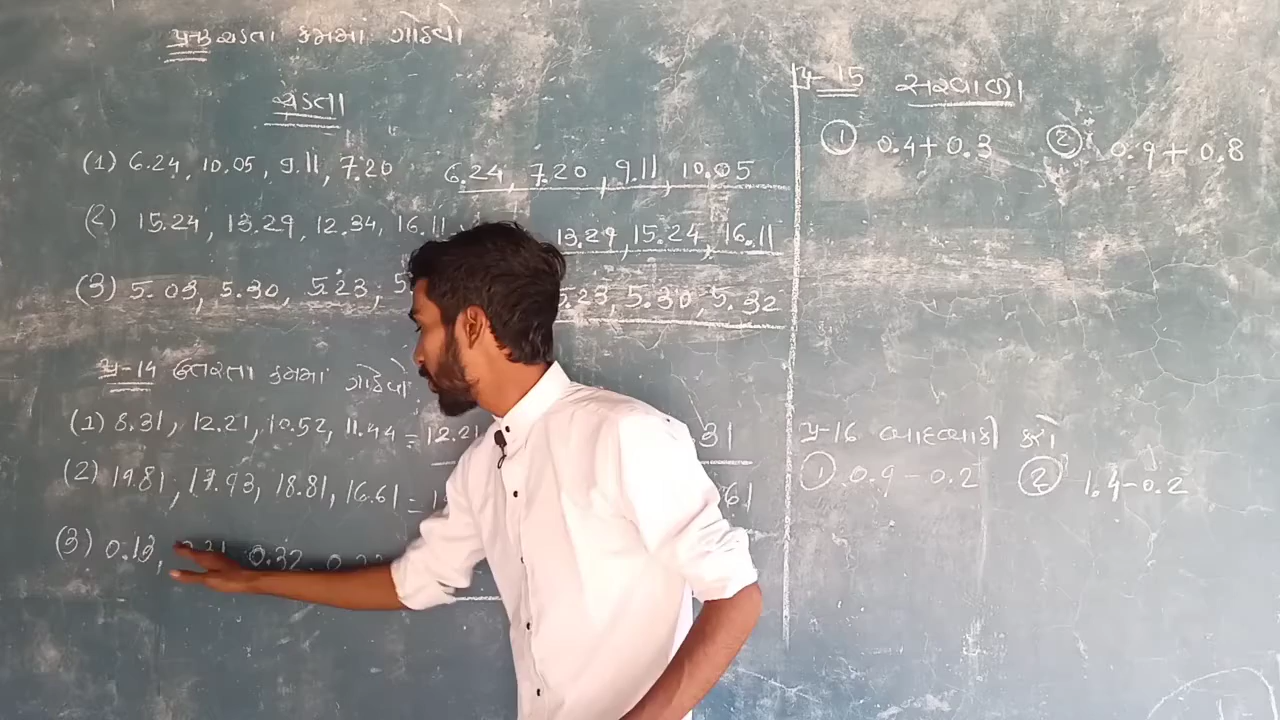 પ્ર-૧૩ ચડતા ક્રમમાં ગોઠવો
ચડતા
(1) 6.24, 10.05, 9.11, 7.20 6.24, 7.20, 9.11, 10.05
(2) 15.24, 13.29, 12.34, 16.11 13.29, 15.24, 16.11
(3) 5.03, 5.30, 5.23, 5 5.23, 5.30, 5.32
પ્ર-14 ઉતરતા ક્રમમાં ગોઠવો
(1) 8.31, 12.21, 10.52, 11.44 = 12.21 31
(2) 19.81, 17.93, 18.81, 16.61 = 1 61
(3) 0.13, 0.32
પ્ર-15 સરવાળા
① 0.4 + 0.3 ② 0.9 + 0.8
પ્ર-16 બાદબાકી કરો
① 0.9 - 0.2 ② 1.4 - 0.2